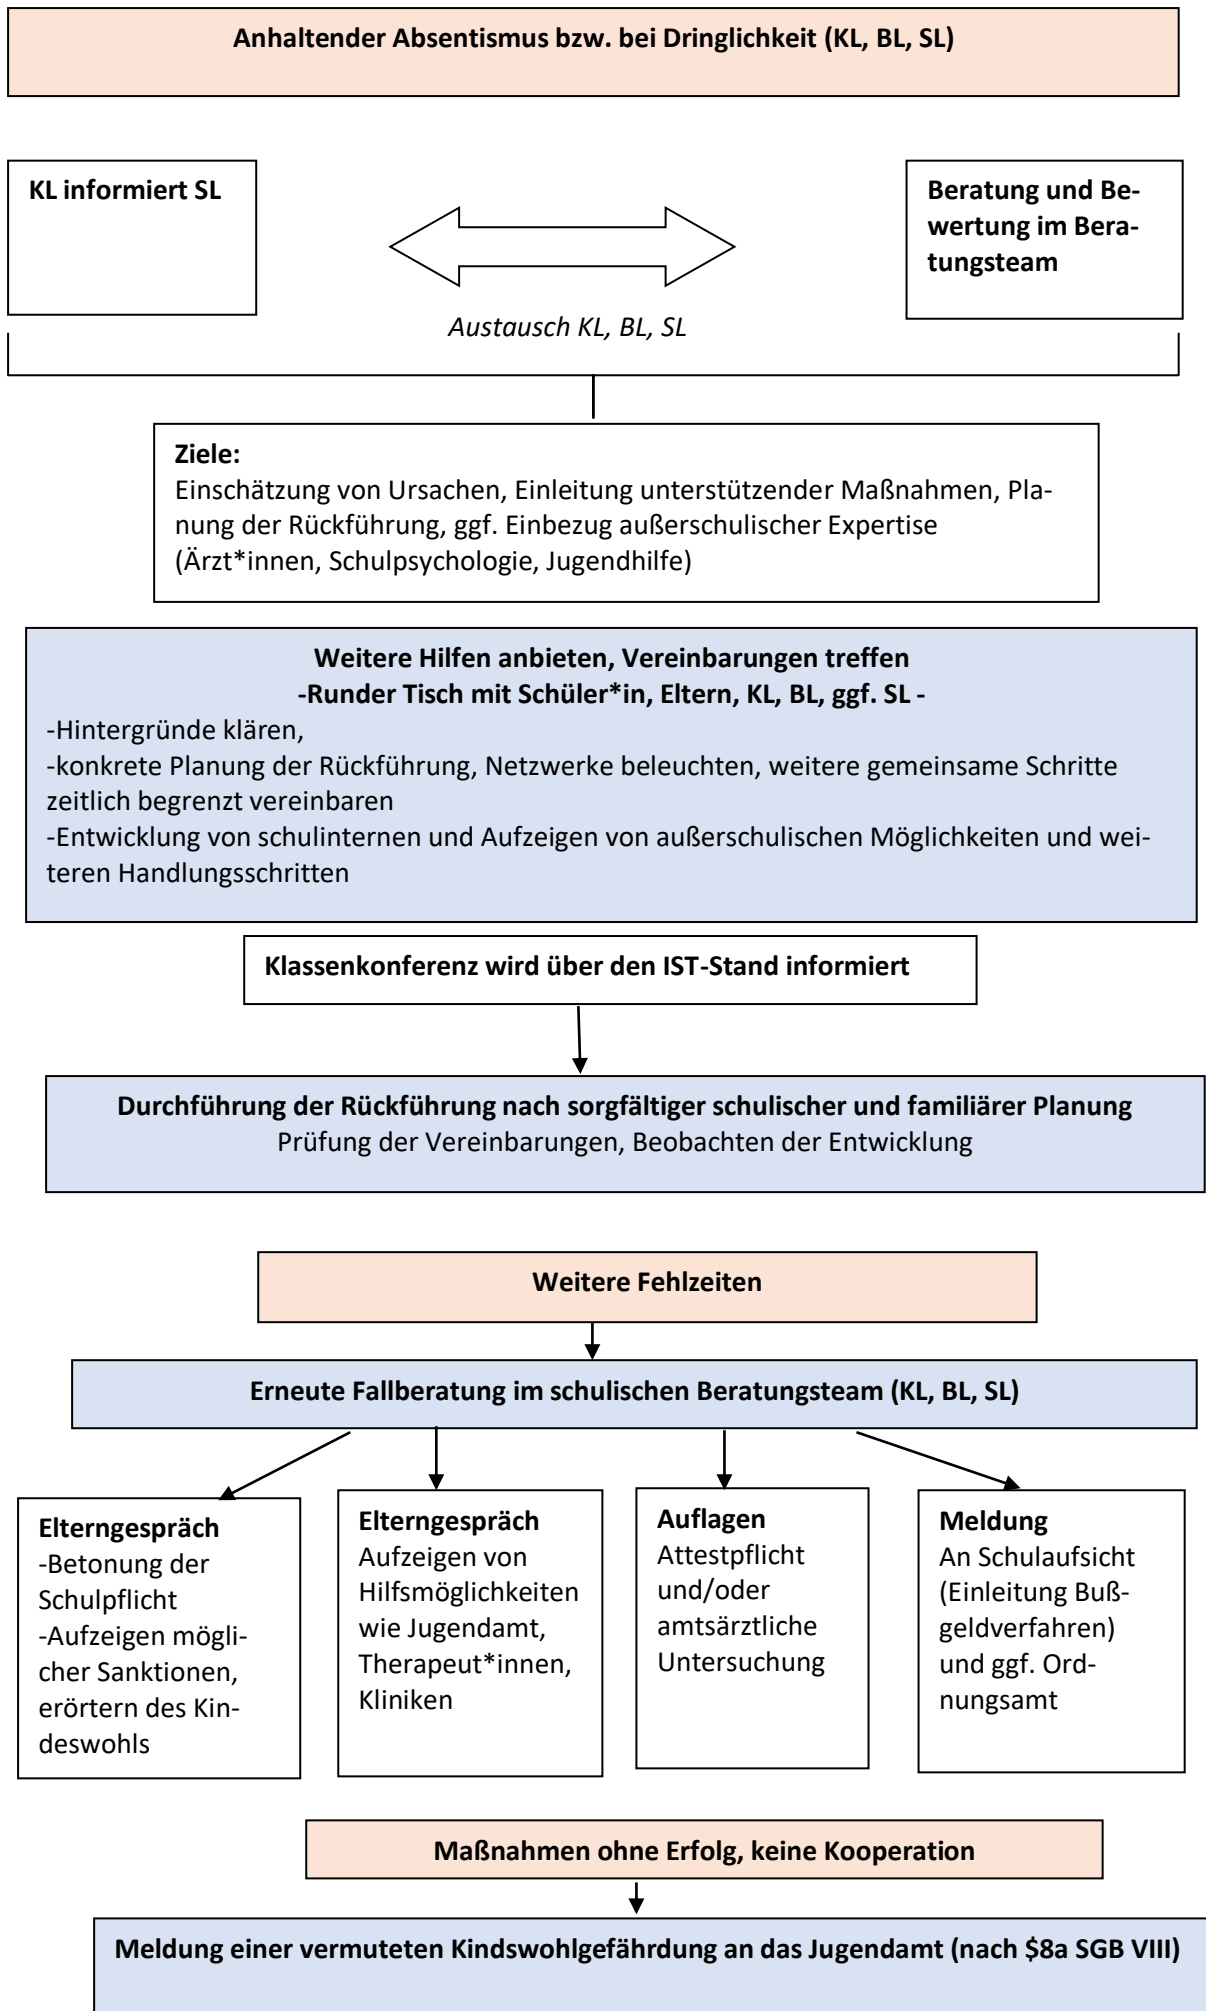 Anhaltender Absentismus bzw. bei Dringlichkeit (KL, BL, SL)
KL informiert SL
Beratung und Be-
wertung im Bera-
tungsteam
Austausch KL, BL, SL
Ziele:
Einschätzung von Ursachen, Einleitung unterstützender Maßnahmen, Pla-
nung der Rückführung, ggf. Einbezug außerschulischer Expertise
(Ärzt*innen, Schulpsychologie, Jugendhilfe)
Weitere Hilfen anbieten, Vereinbarungen treffen
-Runder Tisch mit Schüler*in, Eltern, KL, BL, ggf. SL -
-Hintergründe klären,
-konkrete Planung der Rückführung, Netzwerke beleuchten, weitere gemeinsame Schritte
zeitlich begrenzt vereinbaren
-Entwicklung von schulinternen und Aufzeigen von außerschulischen Möglichkeiten und wei-
teren Handlungsschritten
Klassenkonferenz wird über den IST-Stand informiert
Durchführung der Rückführung nach sorgfältiger schulischer und familiärer Planung
Prüfung der Vereinbarungen, Beobachten der Entwicklung
Weitere Fehlzeiten
Erneute Fallberatung im schulischen Beratungsteam (KL, BL, SL)
Elterngespräch
-Betonung der
Schulpflicht
-Aufzeigen mögli-
cher Sanktionen,
erörtern des Kin-
deswohls
Elterngespräch
Aufzeigen von
Hilfsmöglichkeiten
wie Jugendamt,
Therapeut*innen,
Kliniken
Auflagen
Attestpflicht
und/oder
amtsärztliche
Untersuchung
Meldung
An Schulaufsicht
(Einleitung Buß-
geldverfahren)
und ggf. Ord-
nungsamt
Maßnahmen ohne Erfolg, keine Kooperation
Meldung einer vermuteten Kindswohlgefährdung an das Jugendamt (nach $8a SGB VIII)